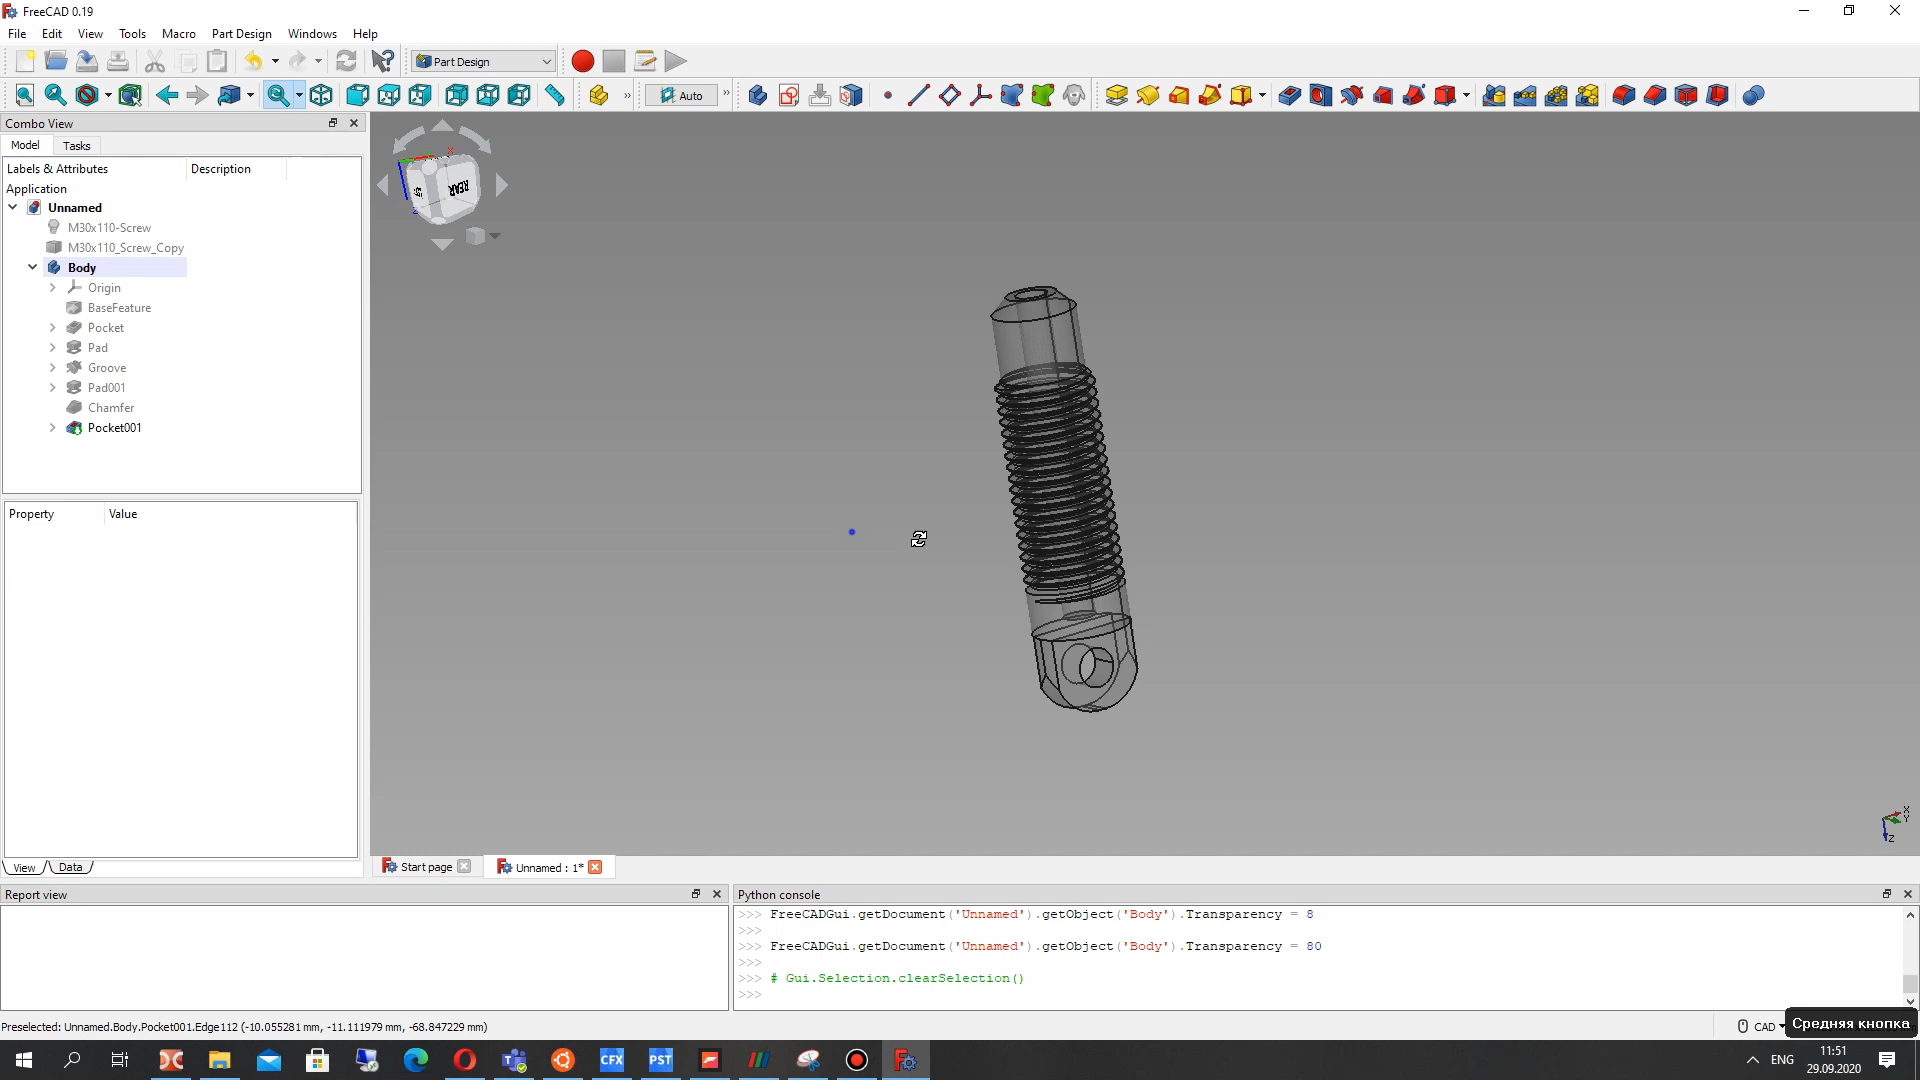 FreeCAD 0.19
File Edit View Tools Macro Part Design Windows Help
Part Design
Auto
Combo View
Model Tasks
Labels & Attributes Description
Application
Unnamed
M30x110-Screw
M30x110_Screw_Copy
Body
Origin
BaseFeature
Pocket
Pad
Groove
Pad001
Chamfer
Pocket001
X
REAR
Z
Property Value
X
Y
Z
View Data
Start page Unnamed : 1*
Report view
Python console
>>> FreeCADGui.getDocument('Unnamed').getObject('Body').Transparency = 8
>>>
>>> FreeCADGui.getDocument('Unnamed').getObject('Body').Transparency = 80
>>>
>>> # Gui.Selection.clearSelection()
>>>
Preselected: Unnamed.Body.Pocket001.Edge112 (-10.055281 mm, -11.111979 mm, -68.847229 mm)
CAD
Средняя кнопка
CFX PST
ENG
11:51
29.09.2020